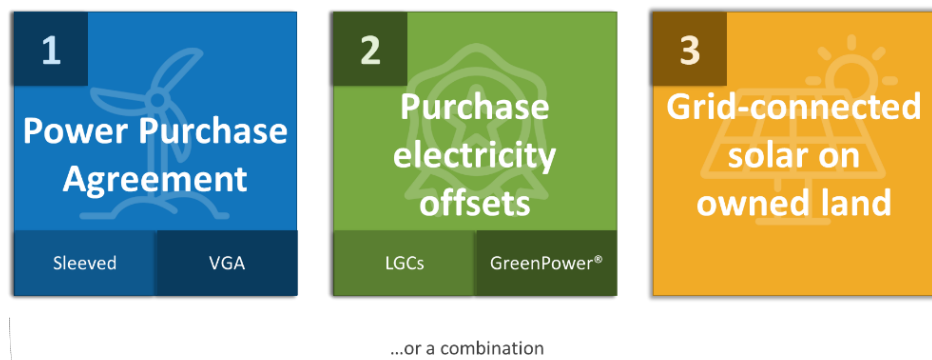 1
Power Purchase
Agreement
Sleeved
VGA
2
Purchase
electricity
offsets
LGCs
GreenPower®
3
Grid-connected
solar on
owned land
...or a combination